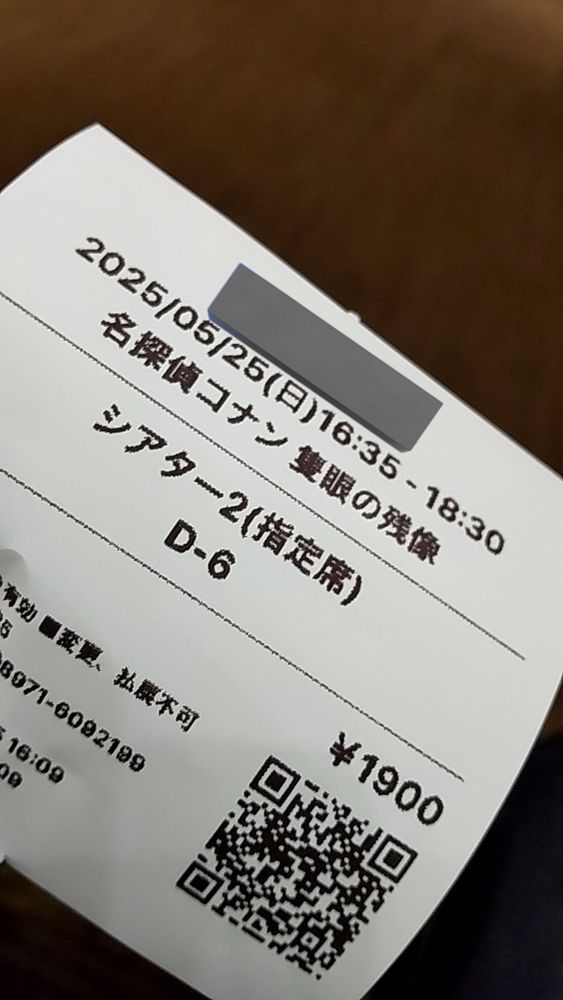 2025/05/25(日)16:35 - 18:30
名探偵コナン 隻眼の残像
シアター2(指定席)
D-6
有効 ■変更、払戻不可
¥1900
8971-6092199
16:09
09